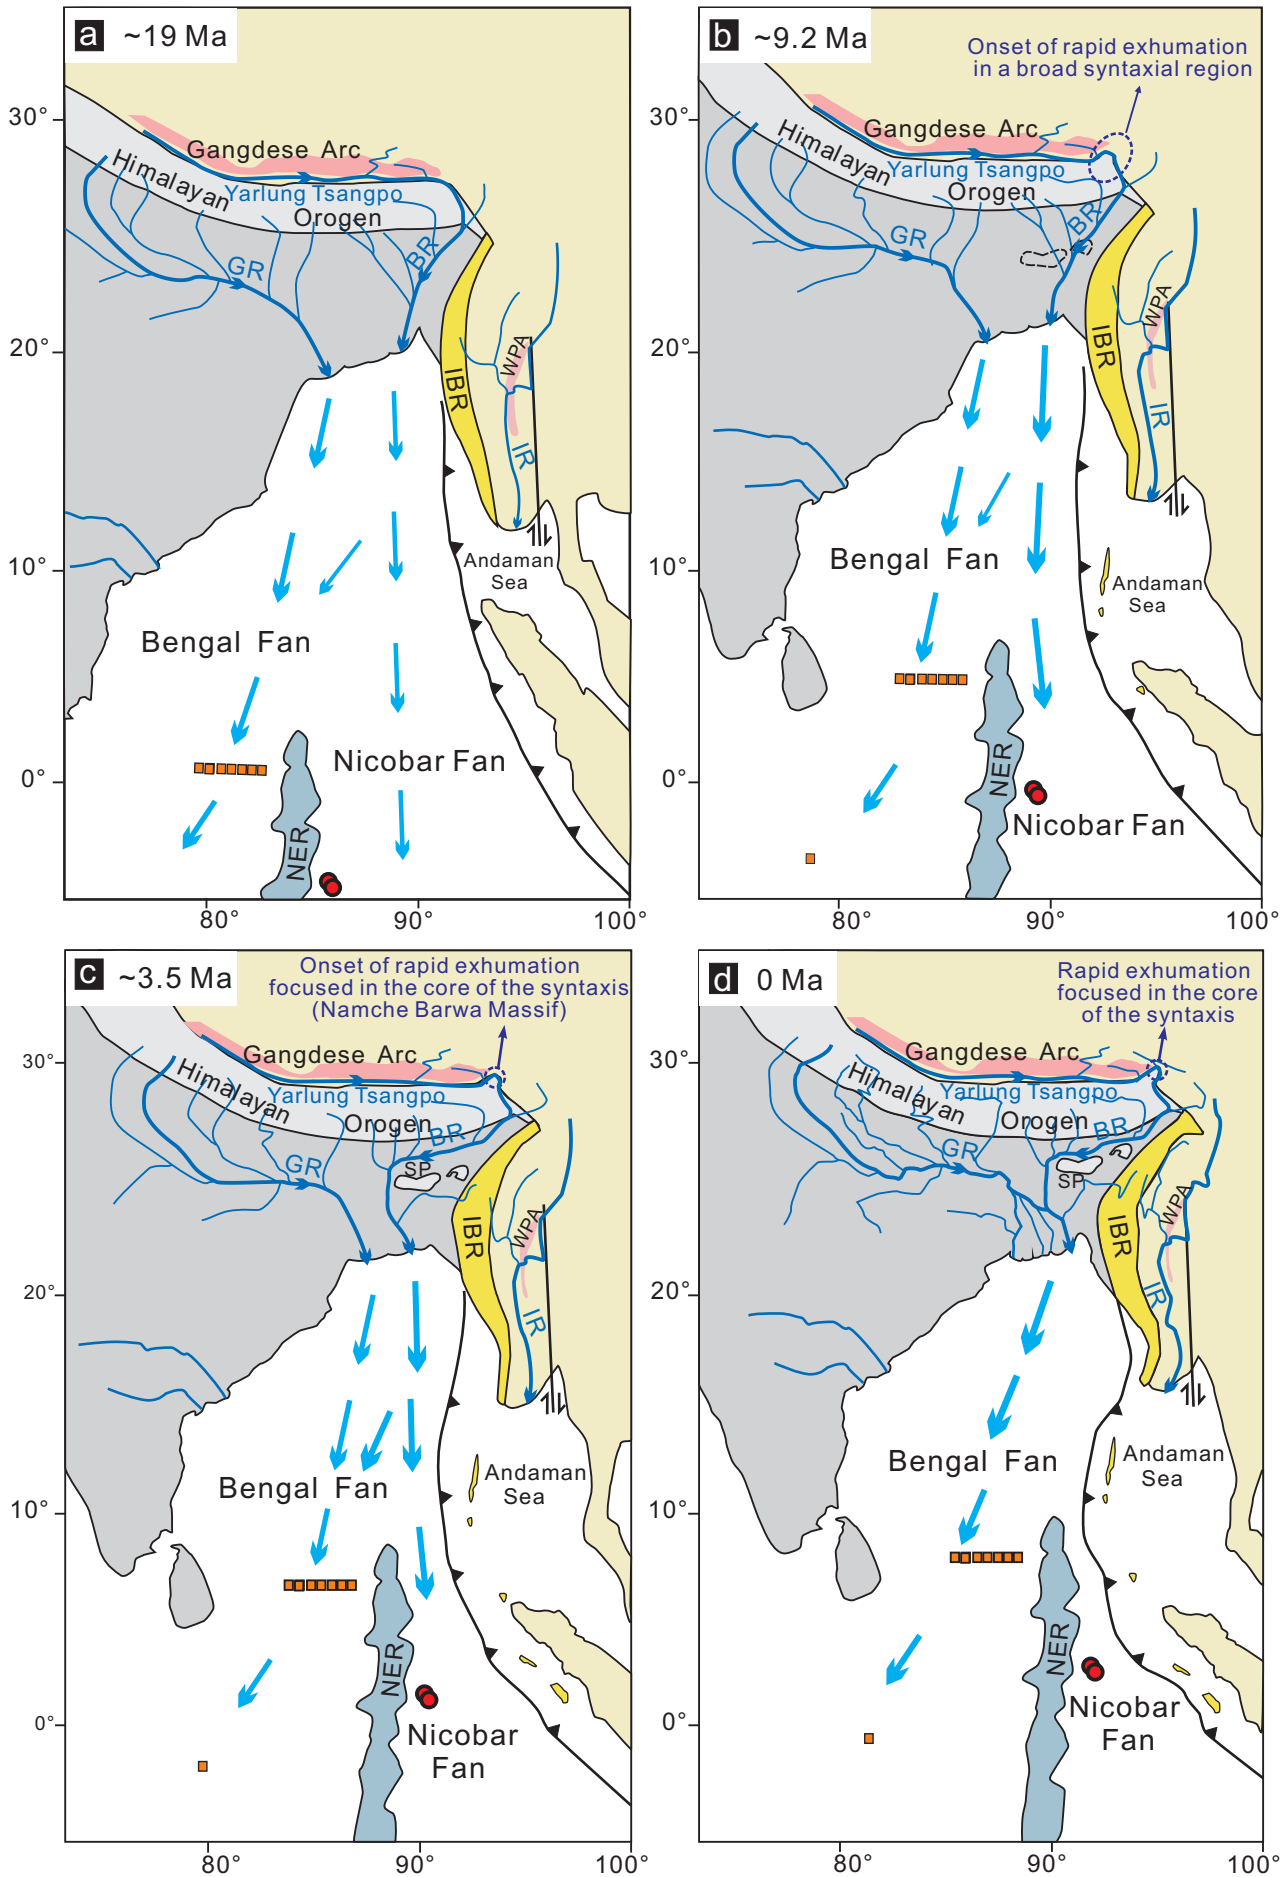 a ~19 Ma
30°
20°
10°
0°
80°
90°
100°
Gangdese Arc
Himalayan
Yarlung Tsangpo
Orogen
GR
BR
IBR
WPA
IR
Andaman
Sea
Bengal Fan
Nicobar Fan
NER
b ~9.2 Ma
Onset of rapid exhumation
in a broad syntaxial region
30°
20°
10°
0°
80°
90°
100°
Gangdese Arc
Himalayan
Yarlung Tsangpo
Orogen
GR
BR
IBR
WPA
IR
Bengal Fan
Andaman
Sea
NER
Nicobar Fan
c ~3.5 Ma
Onset of rapid exhumation
focused in the core of the syntaxis
(Namche Barwa Massif)
30°
20°
10°
0°
80°
90°
100°
Gangdese Arc
Himalayan
Yarlung Tsangpo
Orogen
GR
BR
SP
IBR
WPA
IR
Bengal Fan
Andaman
Sea
NER
Nicobar
Fan
d 0 Ma
Rapid exhumation
focused in the core
of the syntaxis
30°
20°
10°
0°
80°
90°
100°
Gangdese Arc
Himalayan
Yarlung Tsangpo
Orogen
GR
BR
SP
IBR
WPA
IR
Bengal Fan
Andaman
Sea
NER
Nicobar
Fan